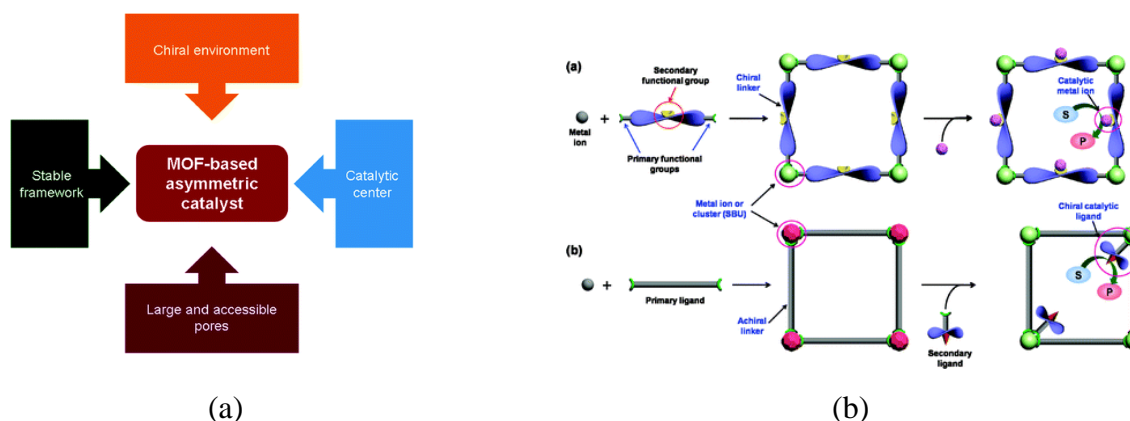 Chiral environment
Stable
framework
MOF-based
asymmetric
catalyst
Catalytic
center
Large and accessible
pores
(a)
(a)
Secondary
functional group
Metal
ion
+
Primary functional
groups
Chiral
linker
Catalytic
metal ion
S
P
Metal ion or
cluster (SBU)
(b)
+
Primary ligand
Achiral
linker
Secondary
ligand
Chiral catalytic
ligand
S
P
(b)